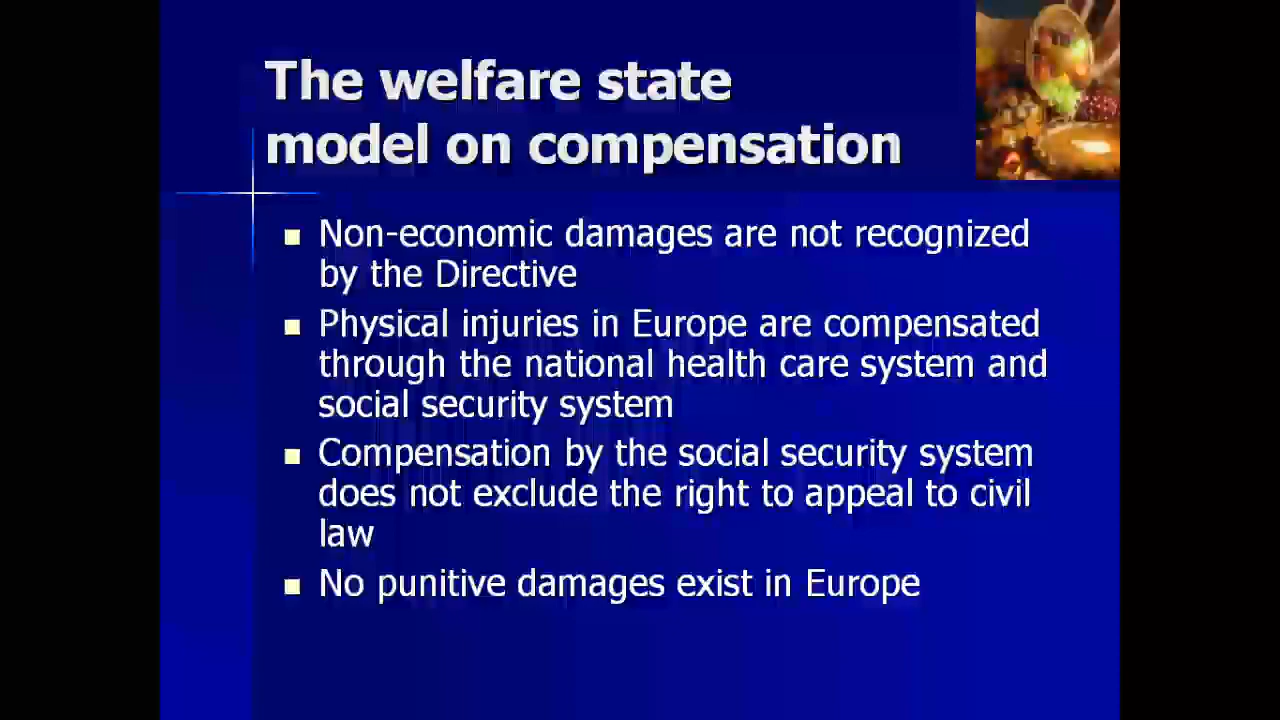 The welfare state
model on compensation
Non-economic damages are not recognized
by the Directive
Physical injuries in Europe are compensated
through the national health care system and
social security system
Compensation by the social security system
does not exclude the right to appeal to civil
law
No punitive damages exist in Europe